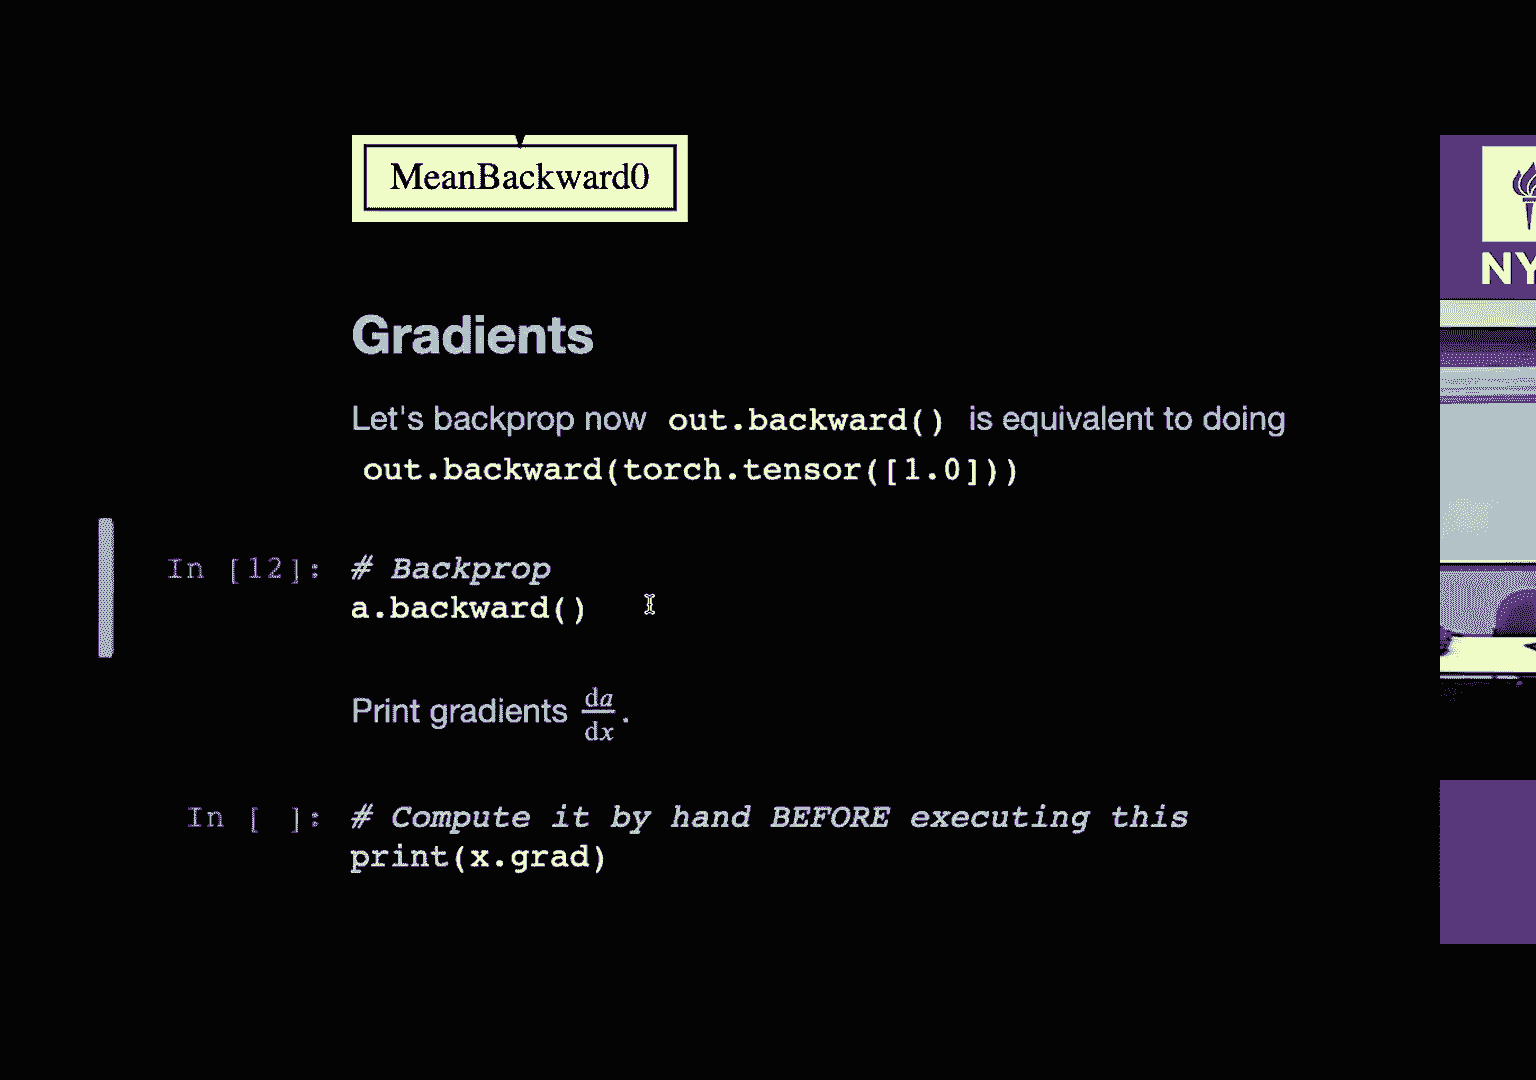 MeanBackward0
NY
Gradients
Let's backprop now out.backward() is equivalent to doing
out.backward(torch.tensor([1.0]))
In [12]: # Backprop
a.backward()
Print gradients da/dx.
In [ ]: # Compute it by hand BEFORE executing this
print(x.grad)